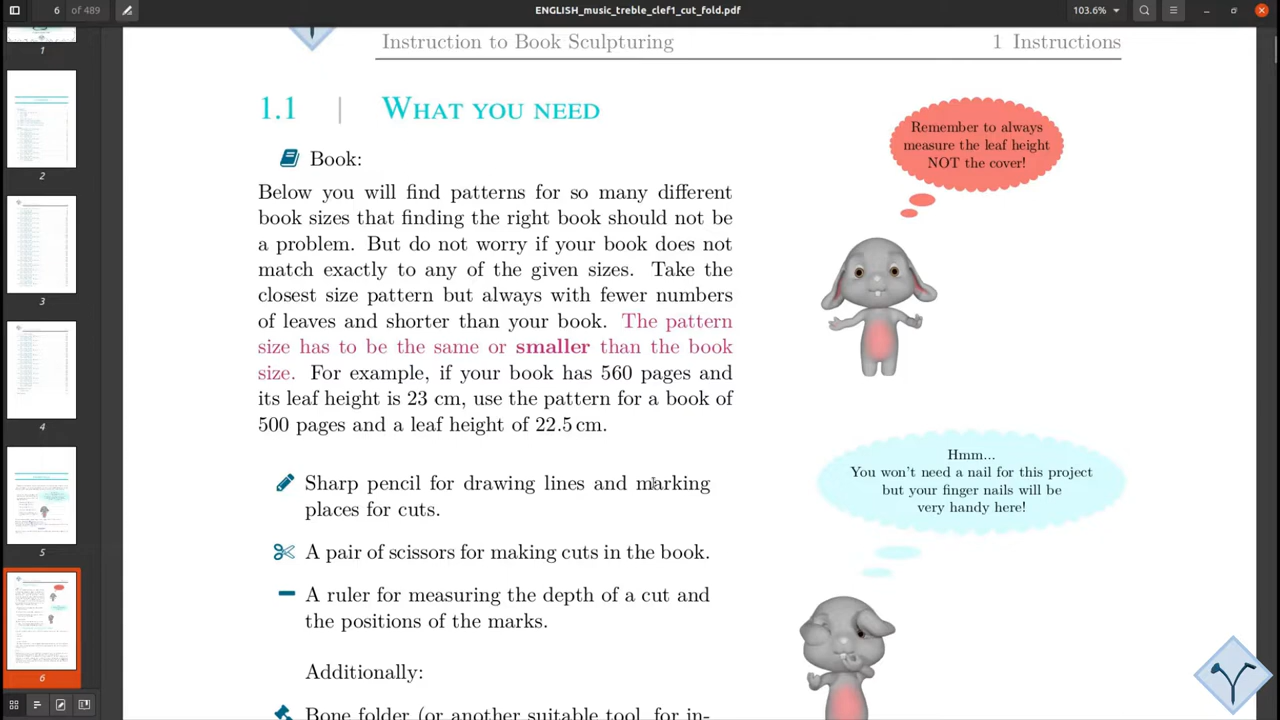 6 of 489
ENGLISH_music_treble_clef1_cut_fold.pdf
103.6%
1
2
3
4
5
6
Instruction to Book Sculpturing
1 Instructions
1.1 | WHAT YOU NEED
Book:
Below you will find patterns for so many different
book sizes that finding the right book should not be
a problem. But do not worry if your book does not
match exactly to any of the given sizes. Take the
closest size pattern but always with fewer numbers
of leaves and shorter than your book. The pattern
size has to be the same or smaller than the book
size. For example, if your book has 560 pages and
its leaf height is 23 cm, use the pattern for a book of
500 pages and a leaf height of 22.5 cm.
Sharp pencil for drawing lines and marking
places for cuts.
A pair of scissors for making cuts in the book.
A ruler for measuring the depth of a cut and
the positions of the marks.
Additionally:
Bone folder (or another suitable tool, for in-
Remember to always
measure the leaf height
NOT the cover!
Hmm...
You won't need a nail for this project
but your finger nails will be
very handy here!